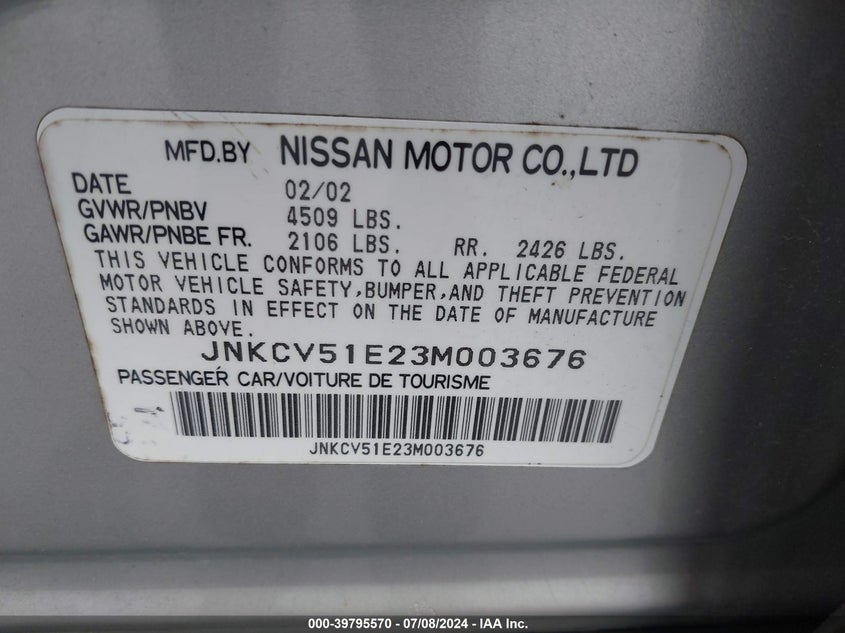 MFD.BY NISSAN MOTOR CO.,LTD
DATE 02/02
GVWR/PNBV 4509 LBS.
GAWR/PNBE FR. 2106 LBS. RR. 2426 LBS.
THIS VEHICLE CONFORMS TO ALL APPLICABLE FEDERAL
MOTOR VEHICLE SAFETY,BUMPER,AND THEFT PREVENTION
STANDARDS IN EFFECT ON THE DATE OF MANUFACTURE
SHOWN ABOVE.
JNKCV51E23M003676
PASSENGER CAR/VOITURE DE TOURISME
JNKCV51E23M003676
000-39795570 - 07/08/2024 - IAA Inc.